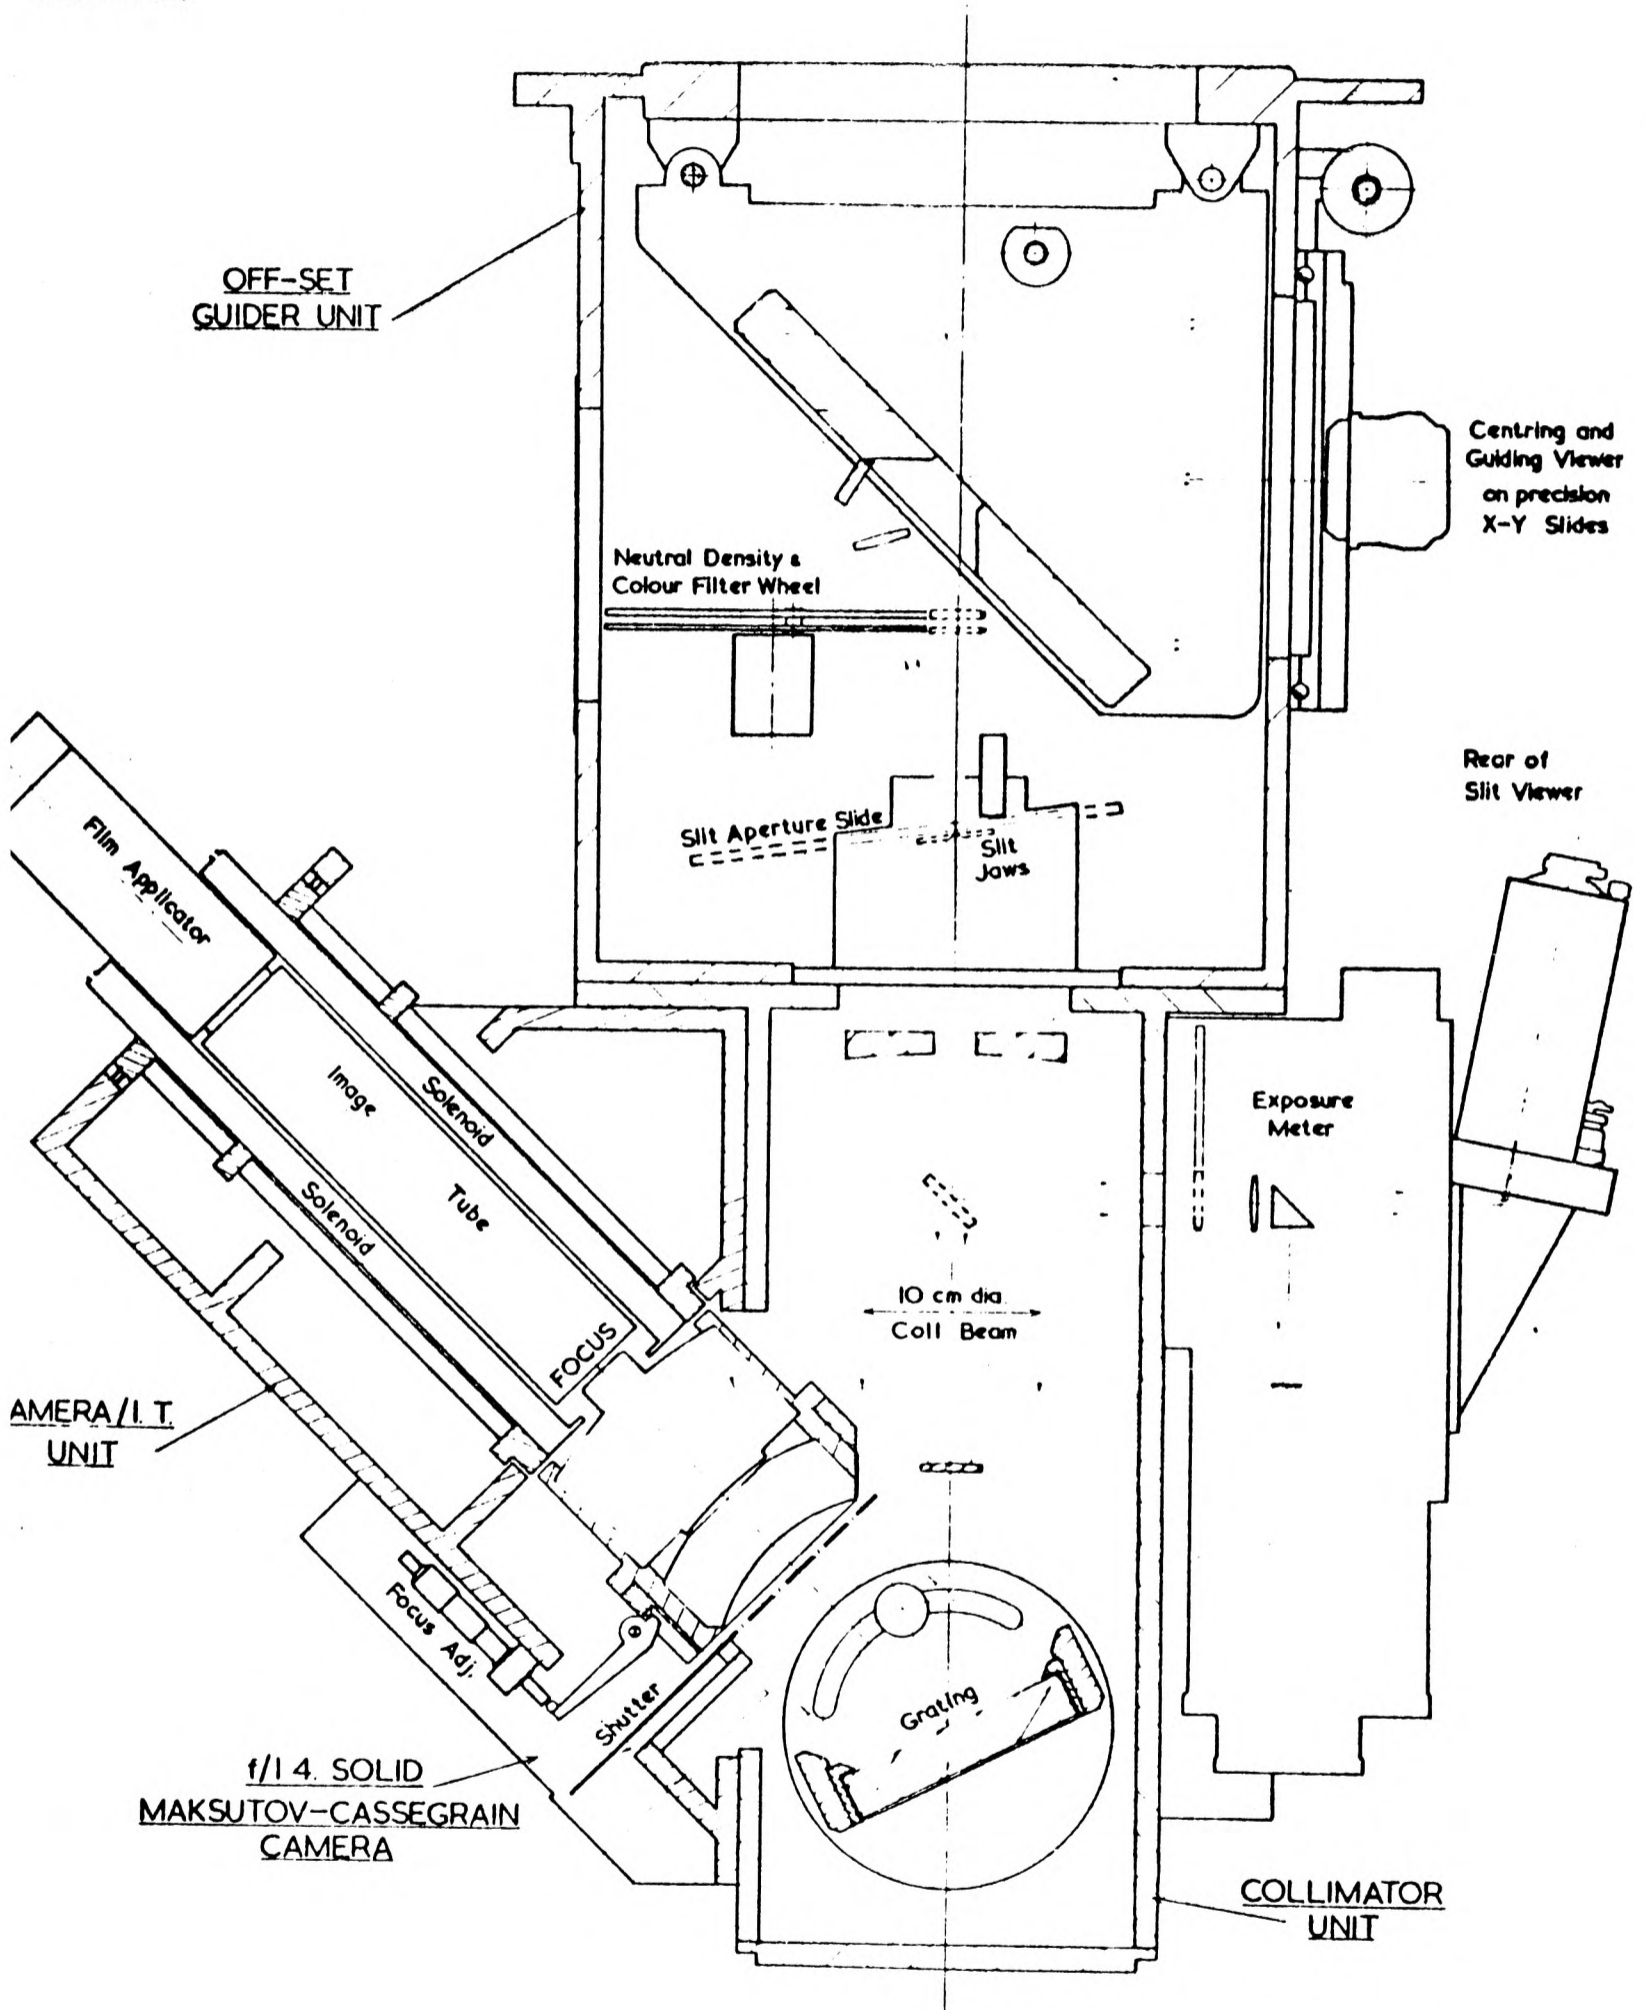 OFF-SET
GUIDER UNIT
Centring and
Guiding Viewer
on precision
X-Y Slides
Neutral Density &
Colour Filter Wheel
Rear of
Slit Viewer
Slit Aperture Slide
Slit
Jaws
Film Applicator
Image
Tube
Solenoid
Solenoid
FOCUS
Exposure
Meter
10 cm dia.
Coll Beam
AMERA/I.T.
UNIT
Focus Adj.
Shutter
Grating
f/1 4. SOLID
MAKSUTOV-CASSEGRAIN
CAMERA
COLLIMATOR
UNIT